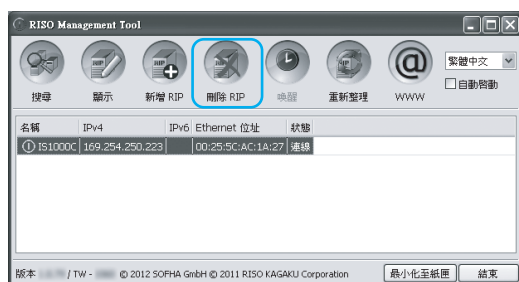 RISO Management Tool
搜尋 顯示 新增 RIP 刪除 RIP 喚醒 重新整理 WWW
繁體中文
自動啟動
名稱 IPv4 IPv6 Ethernet 位址 狀態
IS1000C 169.254.250.223 00:25:5C:AC:1A:27 連線
版本 / TW - © 2012 SOFHA GmbH © 2011 RISO KAGAKU Corporation 最小化至紙匣 結束